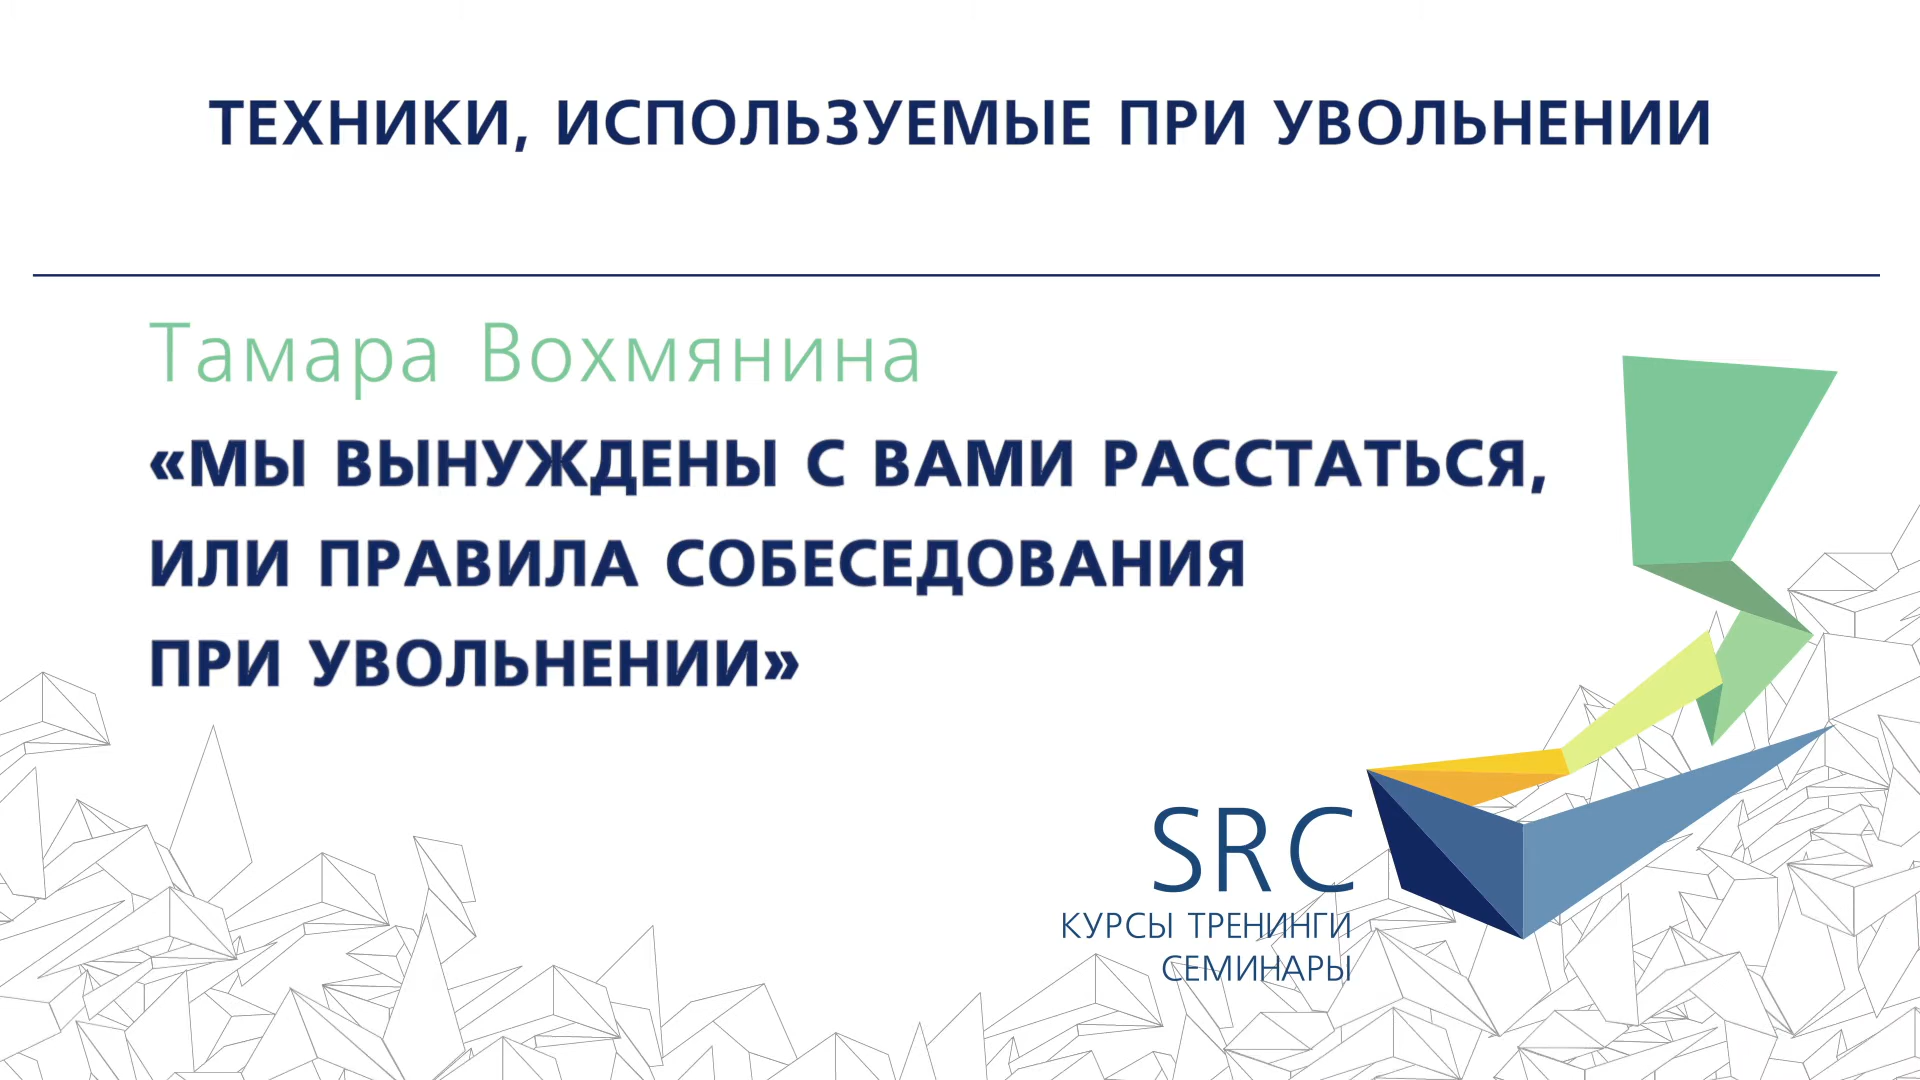 ТЕХНИКИ, ИСПОЛЬЗУЕМЫЕ ПРИ УВОЛЬНЕНИИ
Тамара Вохмянина
«МЫ ВЫНУЖДЕНЫ С ВАМИ РАССТАТЬСЯ,
ИЛИ ПРАВИЛА СОБЕСЕДОВАНИЯ
ПРИ УВОЛЬНЕНИИ»
SRC
КУРСЫ ТРЕНИНГИ
СЕМИНАРЫ